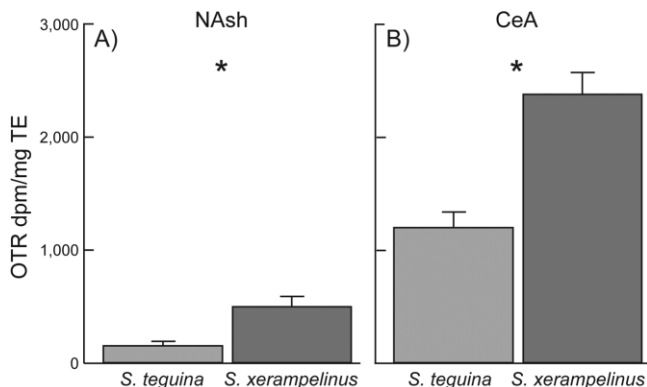 NAsh
CeA
A)
B)
*
*
OTR dpm/mg TE
3,000
2,000
1,000
0
S. teguina
S. xerampelinus
S. teguina
S. xerampelinus